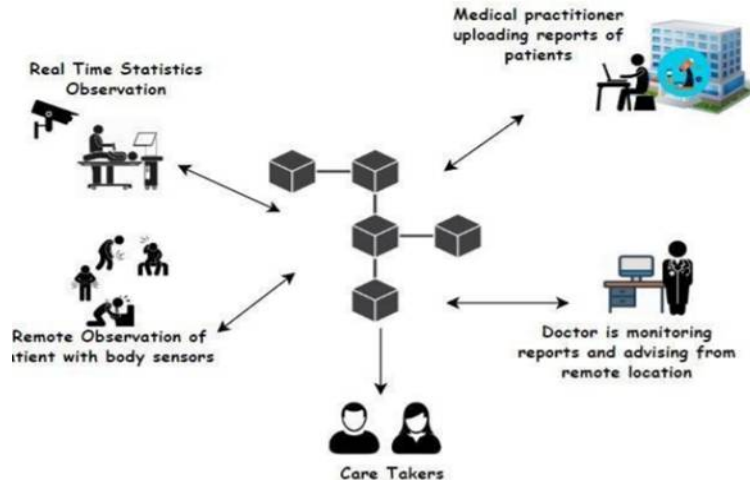 Medical practitioner
uploading reports of
patients
Real Time Statistics
Observation
Remote Observation of
tient with body sensors
Doctor is monitoring
reports and advising from
remote location
Care Takers